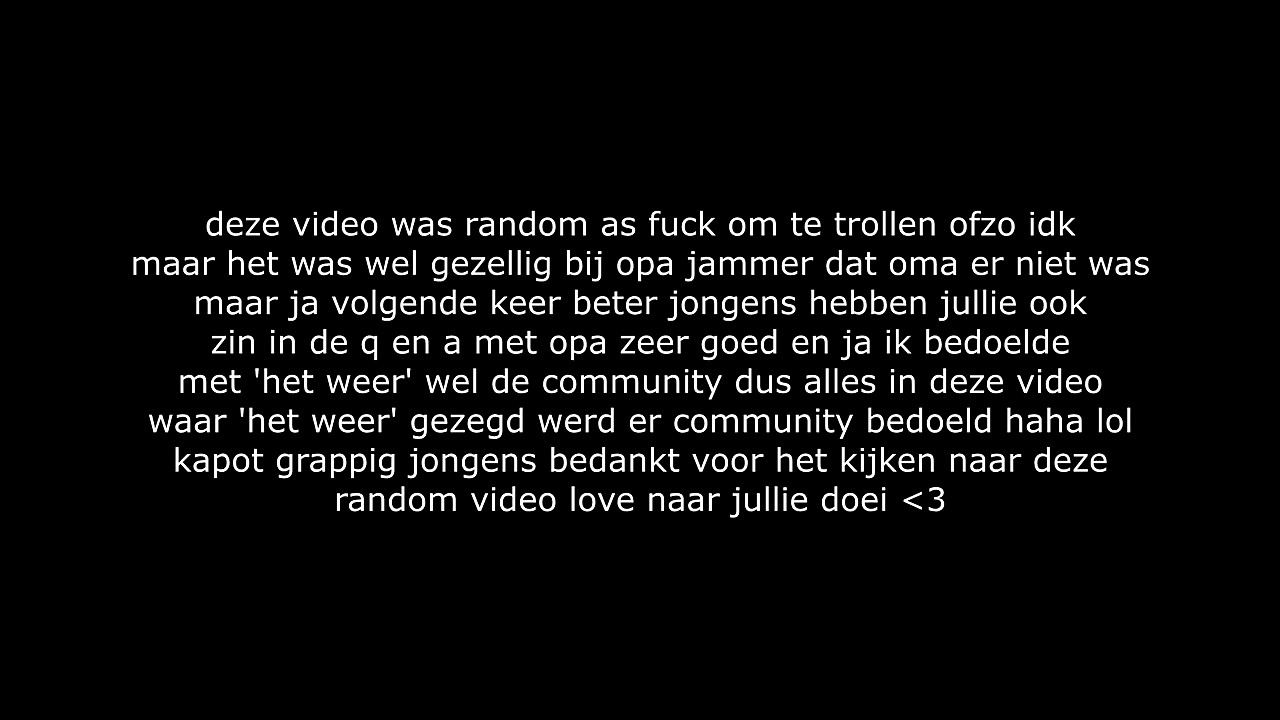 deze video was random as fuck om te trollen ofzo idk
maar het was wel gezellig bij opa jammer dat oma er niet was
maar ja volgende keer beter jongens hebben jullie ook
zin in de q en a met opa zeer goed en ja ik bedoelde
met 'het weer' wel de community dus alles in deze video
waar 'het weer' gezegd werd er community bedoeld haha lol
kapot grappig jongens bedankt voor het kijken naar deze
random video love naar jullie doei <3